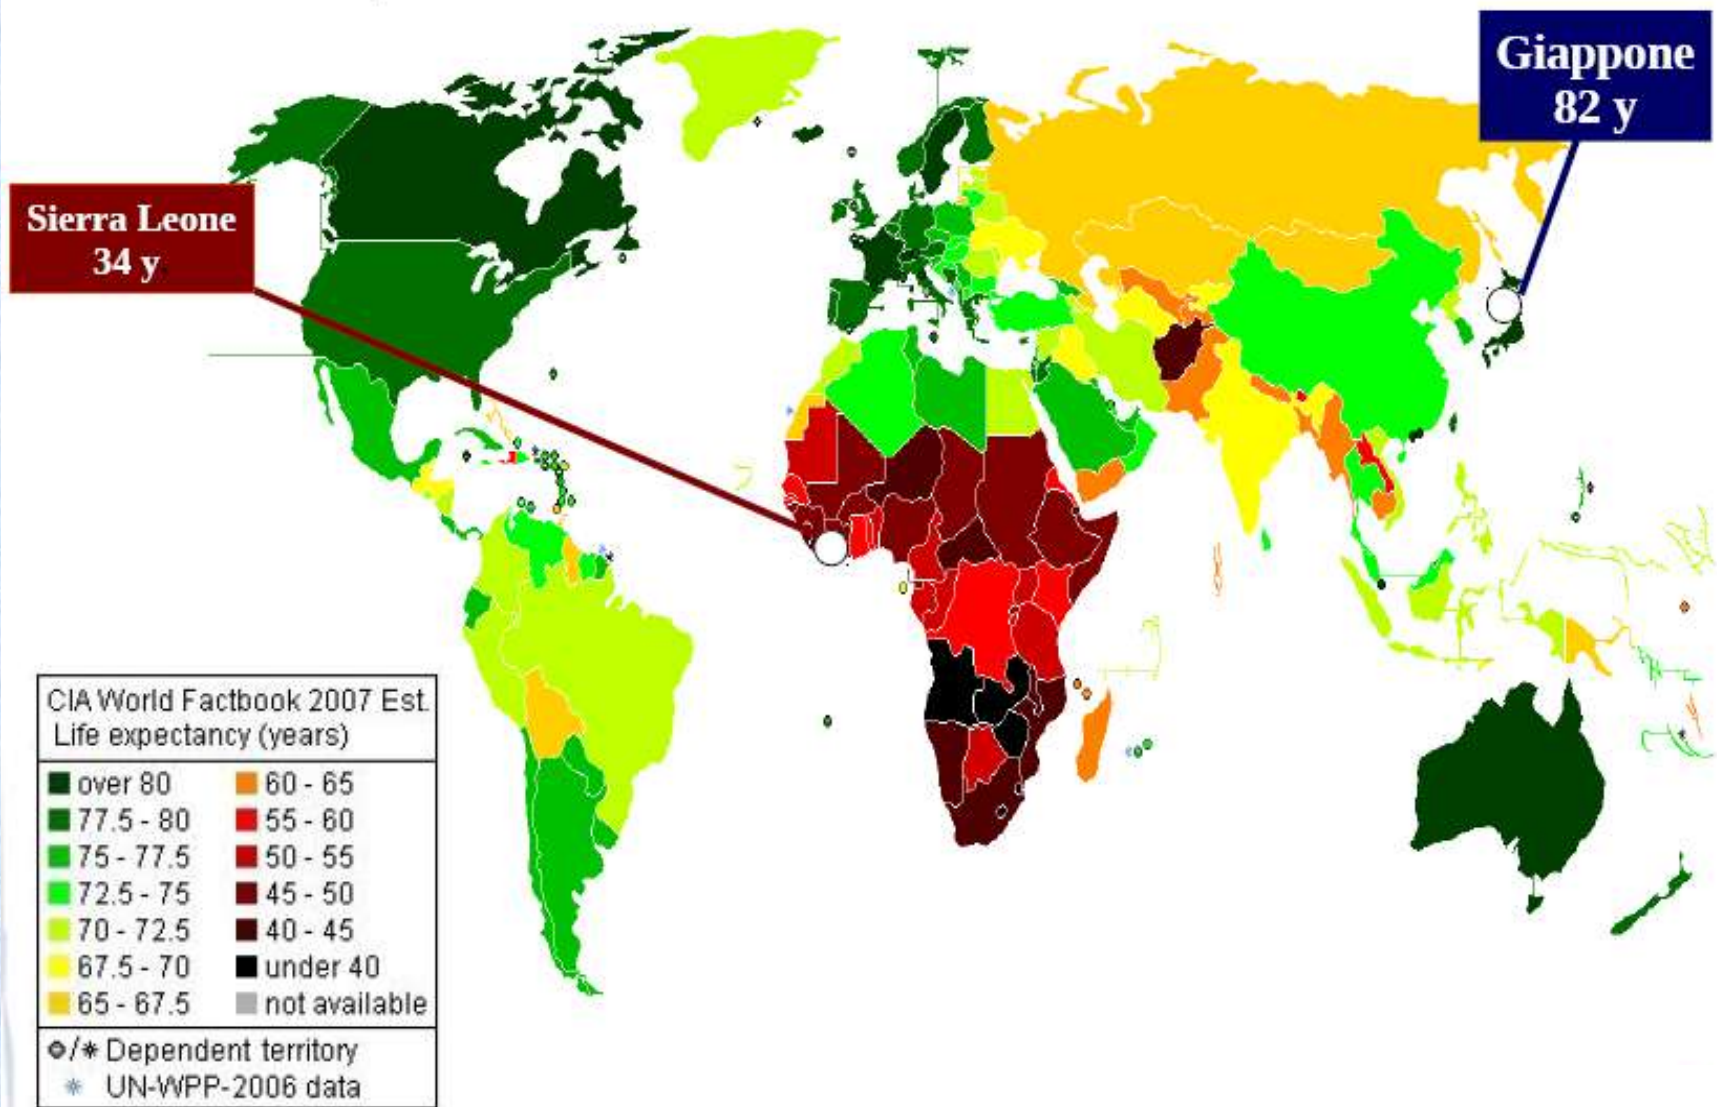 Giappone
82 y
Sierra Leone
34 y
CIA World Factbook 2007 Est.
Life expectancy (years)
over 80
77.5 - 80
75 - 77.5
72.5 - 75
70 - 72.5
67.5 - 70
65 - 67.5
60 - 65
55 - 60
50 - 55
45 - 50
40 - 45
under 40
not available
/* Dependent territory
* UN-WPP-2006 data